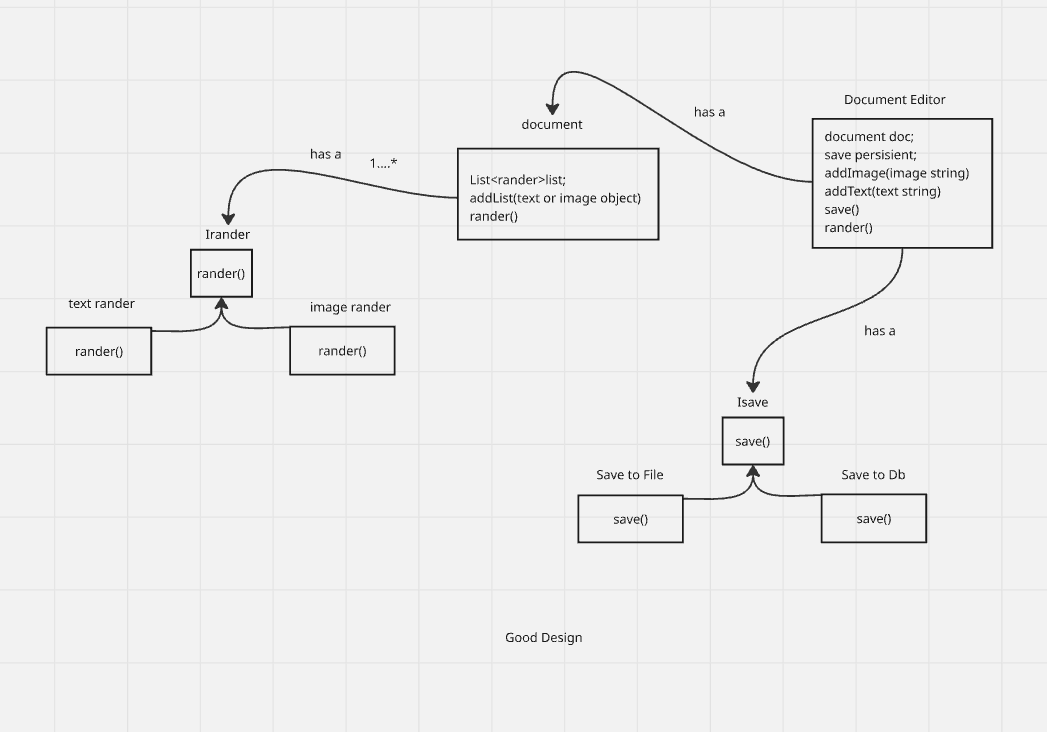 Document Editor
document doc;
save persisient;
addImage(image string)
addText(text string)
save()
rander()
has a
document
List<rander>list;
addList(text or image object)
rander()
has a
1....*
Irander
rander()
text rander
rander()
image rander
rander()
has a
Isave
save()
Save to File
save()
Save to Db
save()
Good Design